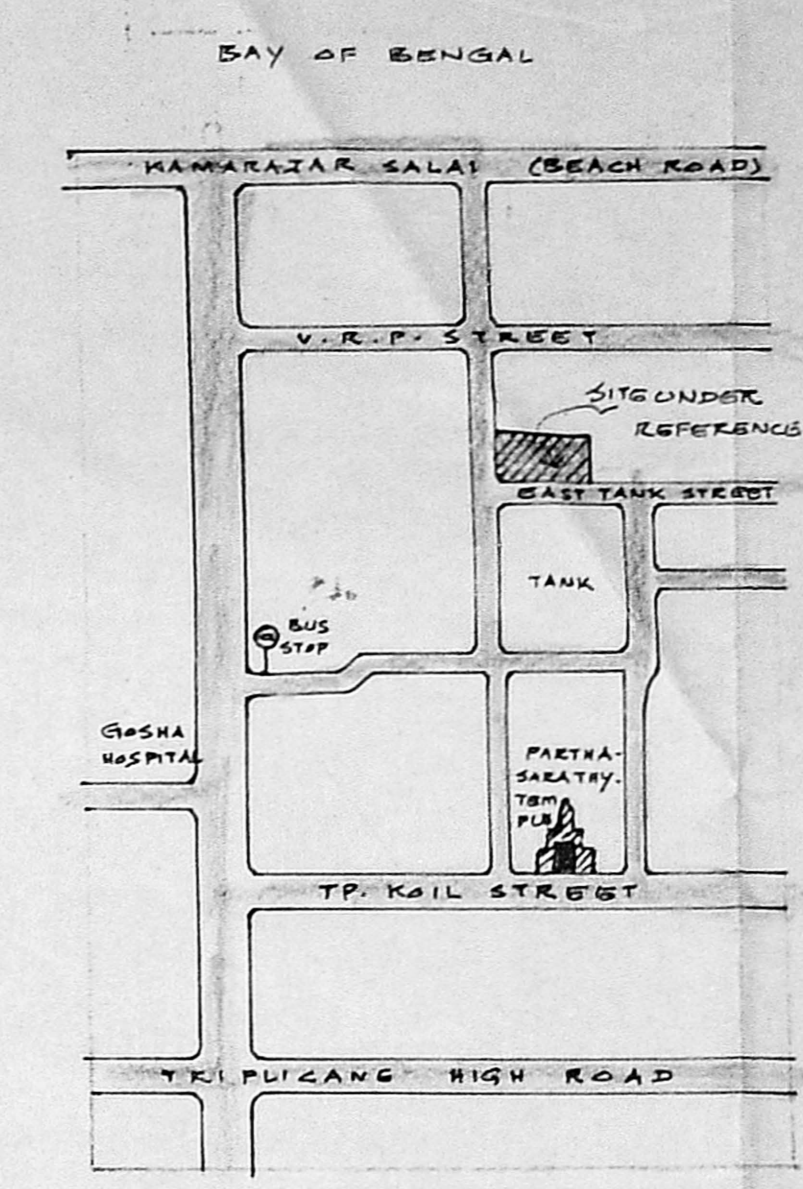 BAY OF BENGAL
KAMARAJAR SALAI (BEACH ROAD)
V.R.P. STREET
SITE UNDER
REFERENCE
EAST TANK STREET
TANK
BUS
STOP
GOSHA
HOSPITAL
PARTHA-
SARATHY-
TEM
PLE
TP. KOIL STREET
TRIPLICANE HIGH ROAD